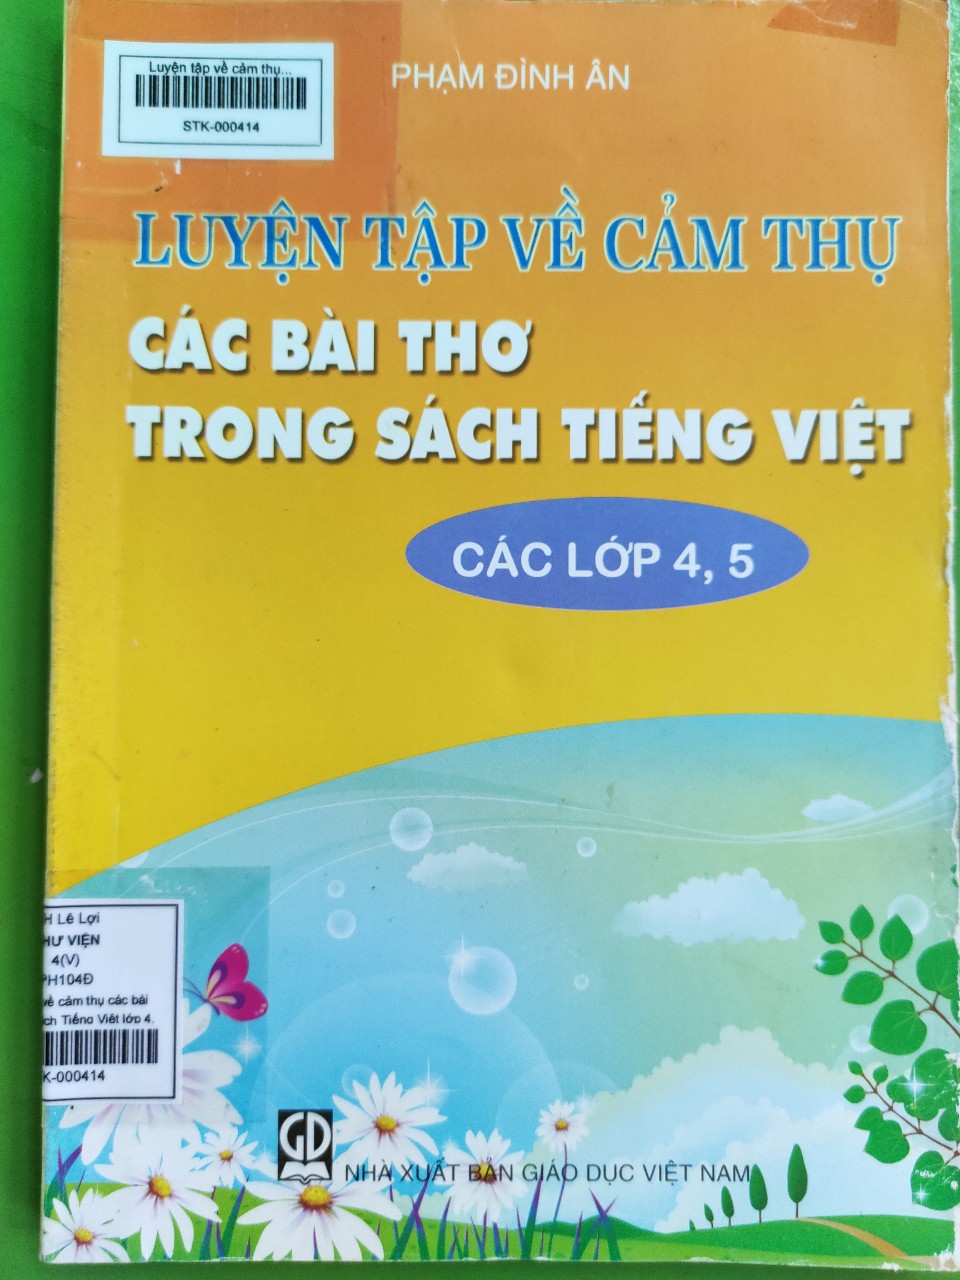 Luyện tập về cảm thụ...
STK-000414
PHẠM ĐÌNH ÂN
LUYỆN TẬP VỀ CẢM THỤ
CÁC BÀI THƠ
TRONG SÁCH TIẾNG VIỆT
CÁC LỚP 4, 5
H Lê Lợi
HƯ VIỆN
4(V)
PH104Đ
về cảm thụ các bài
ch Tiếng Việt lớp 4,
K-000414
GD
NHÀ XUẤT BẢN GIÁO DỤC VIỆT NAM